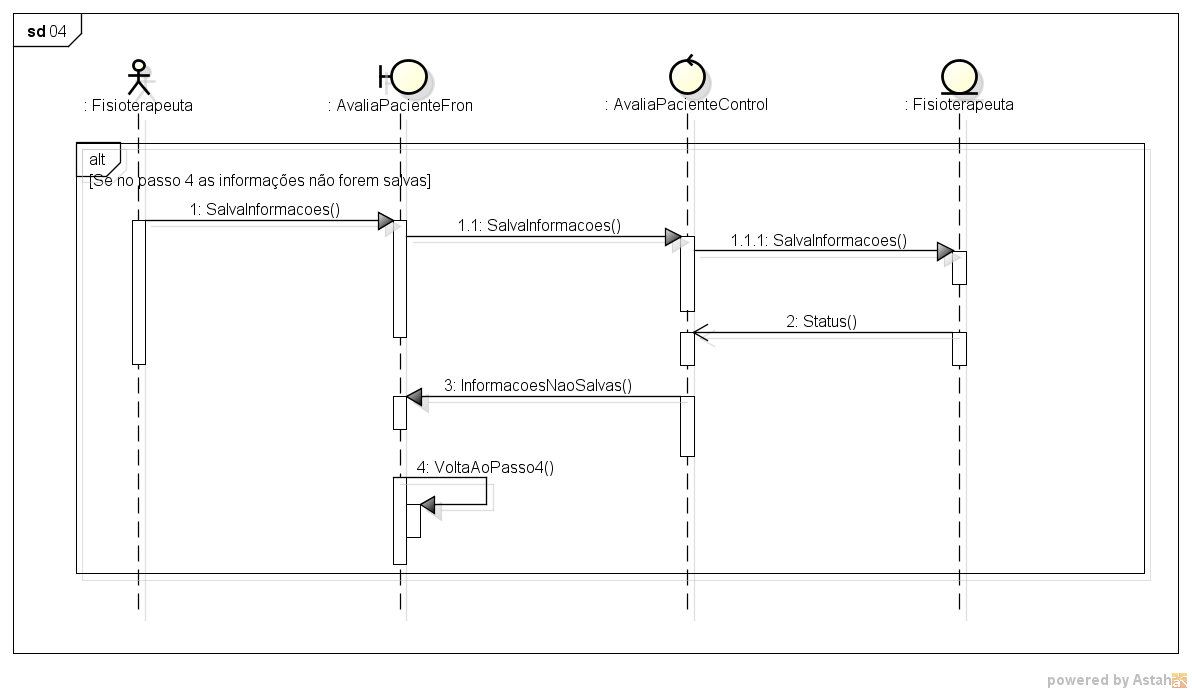 sd 04
: Fisioterapeuta
: AvaliaPacienteFron
: AvaliaPacienteControl
: Fisioterapeuta
alt
[Se no passo 4 as informações não forem salvas]
1: SalvaInformacoes()
1.1: SalvaInformacoes()
1.1.1: SalvaInformacoes()
2: Status()
3: InformacoesNaoSalvas()
4: VoltaAoPasso4()
powered by Astah